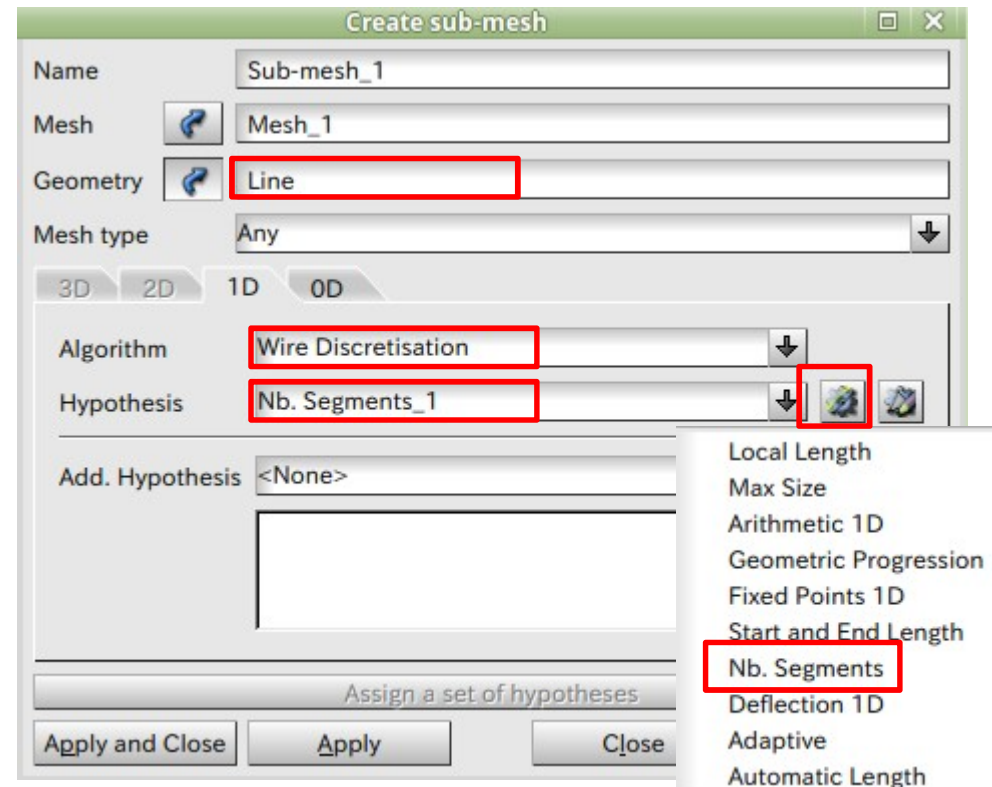 Create sub-mesh
Name Sub-mesh_1
Mesh Mesh_1
Geometry Line
Mesh type Any
3D 2D 1D 0D
Algorithm Wire Discretisation
Hypothesis Nb. Segments_1
Add. Hypothesis <None>
Local Length
Max Size
Arithmetic 1D
Geometric Progression
Fixed Points 1D
Start and End Length
Nb. Segments
Deflection 1D
Adaptive
Automatic Length
Assign a set of hypotheses
Apply and Close Apply Close